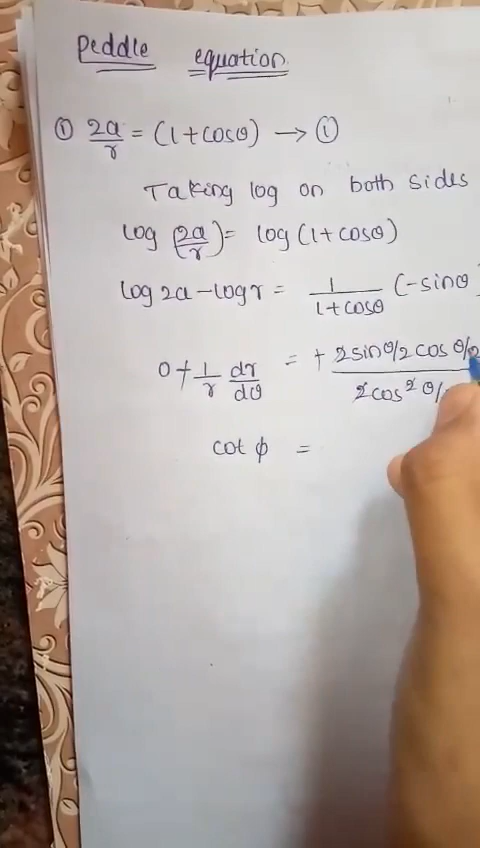 Peddle equation
① 2a/r = (1+cosθ) → ①
Taking log on both sides
log (2a/r) = log (1+cosθ)
log 2a - log r = 1/(1+cosθ) (-sinθ)
0 + 1/r dr/dθ = + 2sinθ/2 cosθ/2 / 2cos² θ/
cot φ =